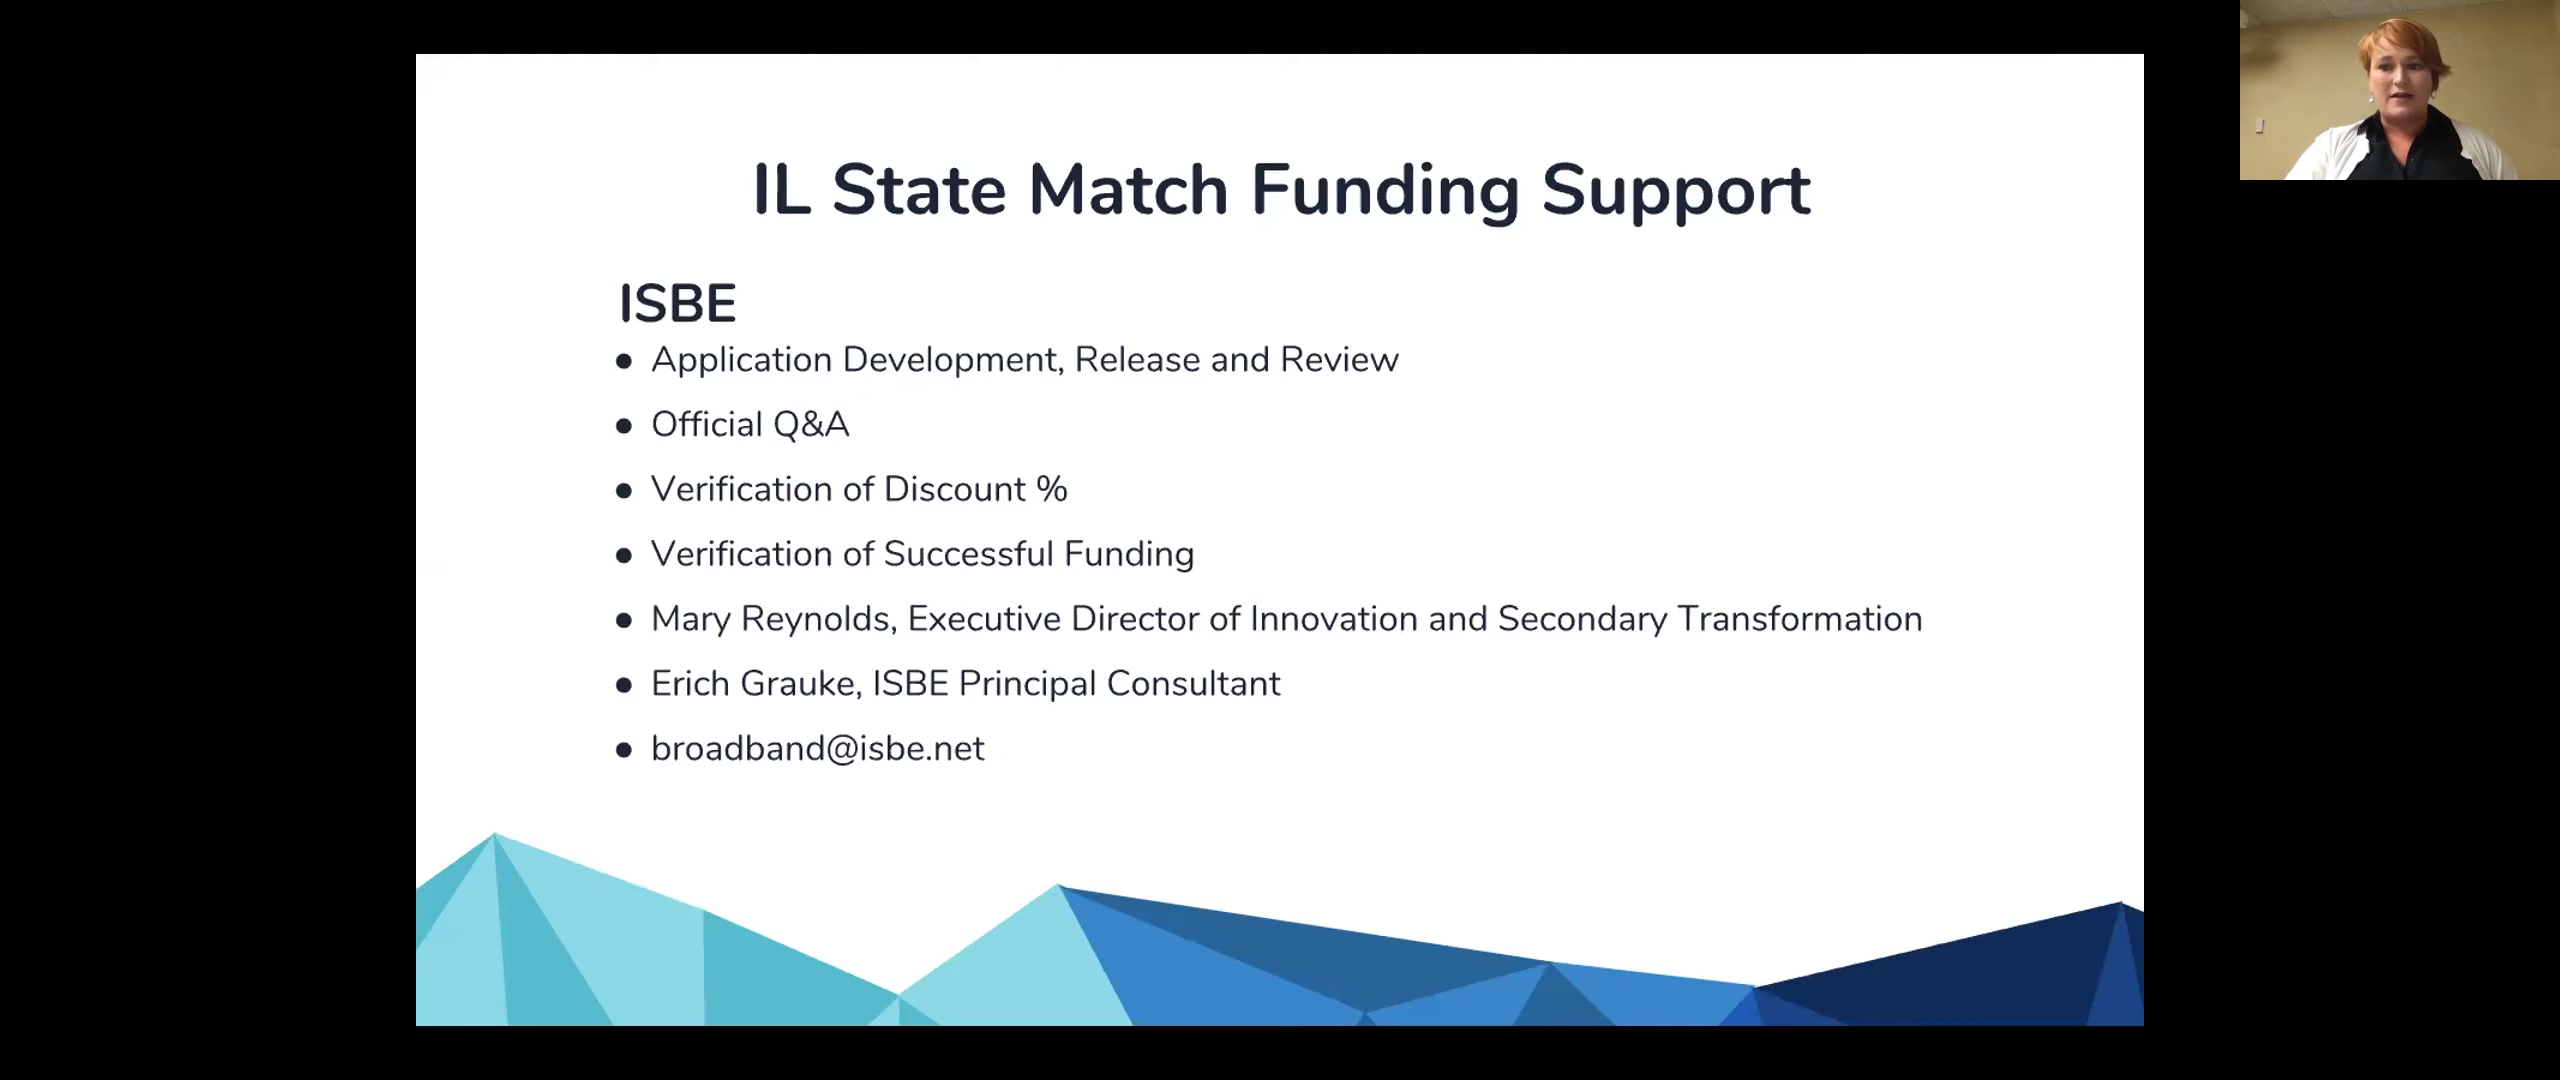 IL State Match Funding Support
ISBE
● Application Development, Release and Review
● Official Q&A
● Verification of Discount %
● Verification of Successful Funding
● Mary Reynolds, Executive Director of Innovation and Secondary Transformation
● Erich Grauke, ISBE Principal Consultant
● broadband@isbe.net